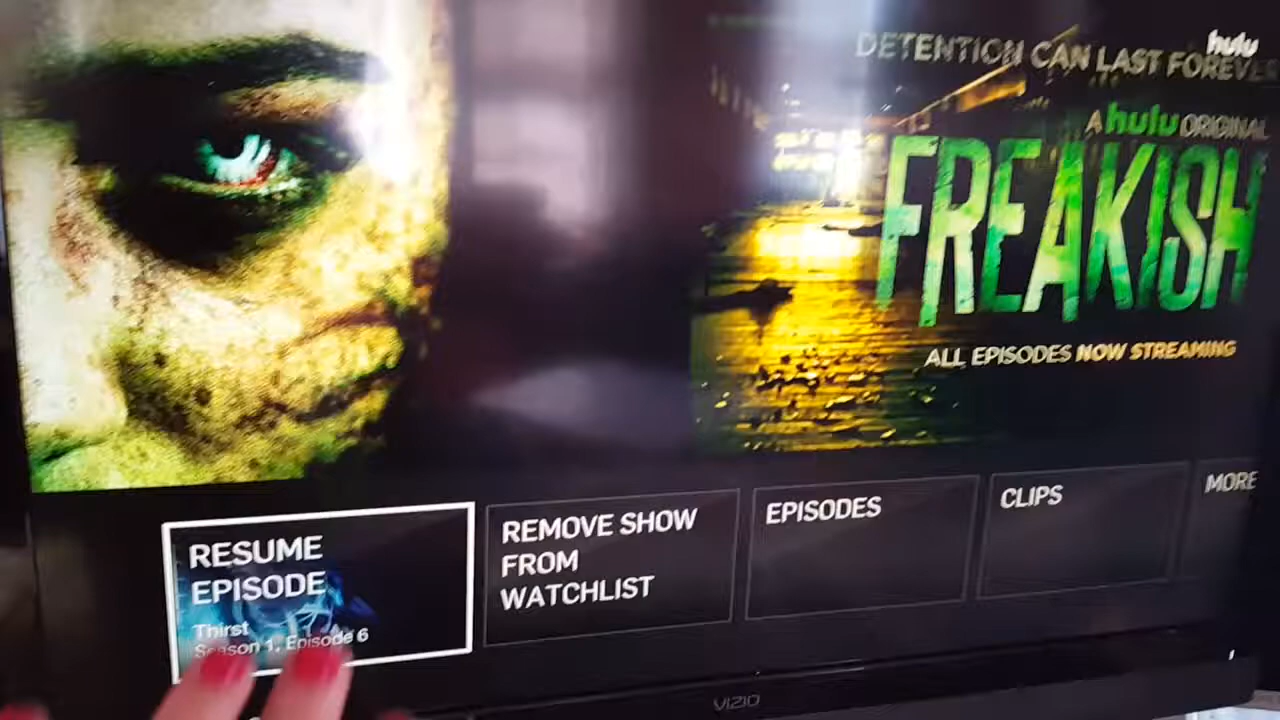 hulu
DETENTION CAN LAST FOREVER
A hulu ORIGINAL
FREAKISH
ALL EPISODES NOW STREAMING
RESUME
EPISODE
Thirst
Season 1, Episode 6
REMOVE SHOW
FROM
WATCHLIST
EPISODES
CLIPS
MORE
VIZIO